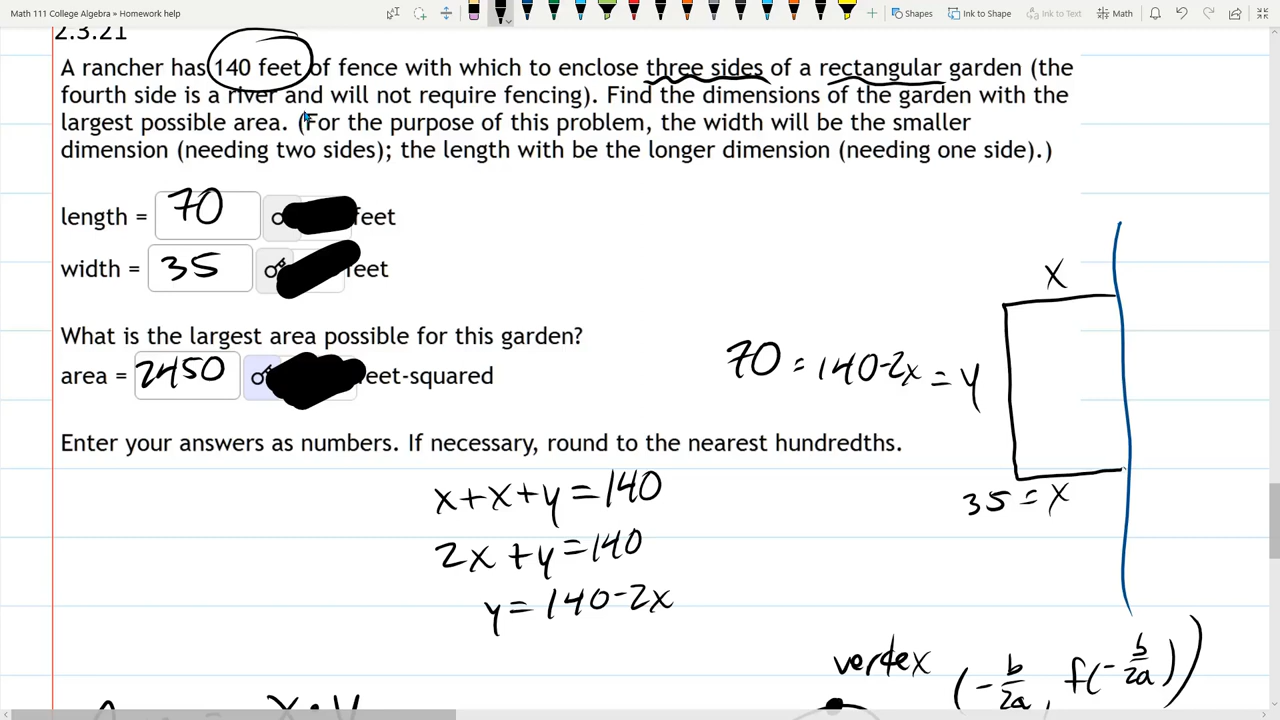 Math 111 College Algebra » Homework help
Shapes Ink to Shape Ink to Text Math
2.3.21
A rancher has 140 feet of fence with which to enclose three sides of a rectangular garden (the
fourth side is a river and will not require fencing). Find the dimensions of the garden with the
largest possible area. (For the purpose of this problem, the width will be the smaller
dimension (needing two sides); the length with be the longer dimension (needing one side).)
length = 70 feet
width = 35 feet
What is the largest area possible for this garden?
area = 2450 feet-squared
Enter your answers as numbers. If necessary, round to the nearest hundredths.
x
70 = 140-2x = y
35 = x
x+x+y=140
2x+y=140
y=140-2x
vertex (-b/2a, f(-b/2a))